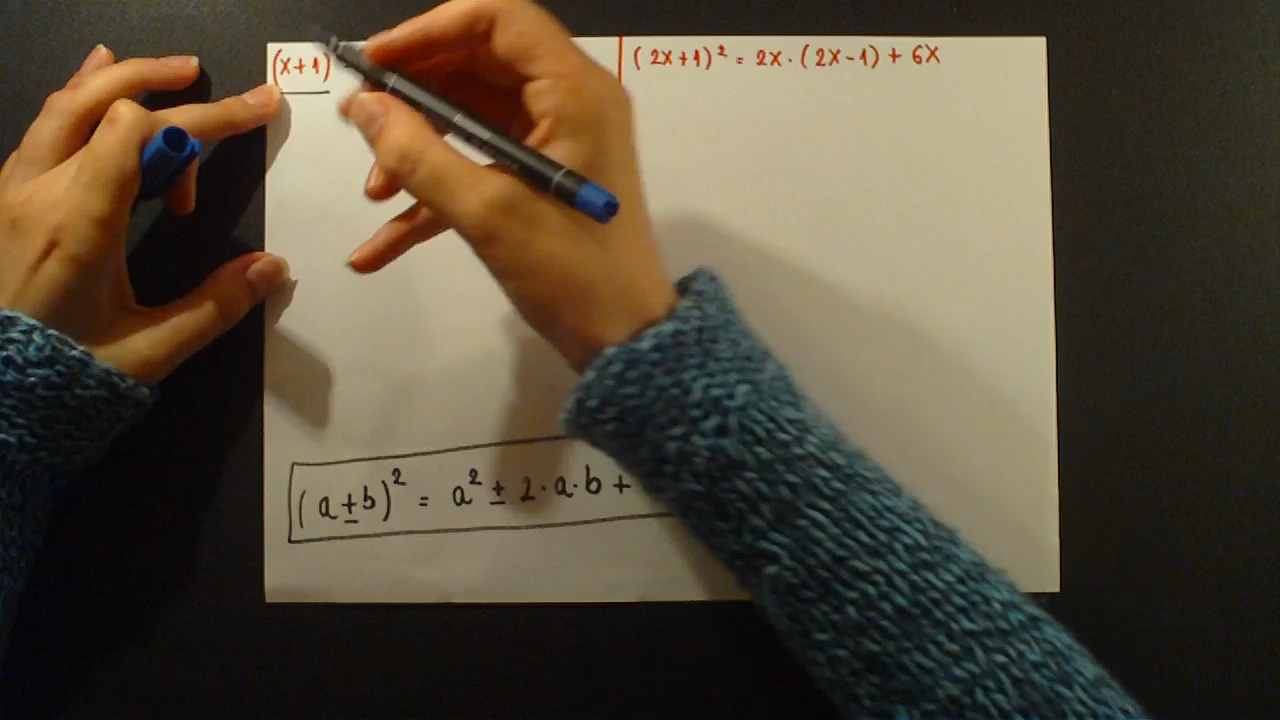 (x+1)
(2x+1)² = 2x·(2x-1) + 6x
(a±b)² = a² ± 2·a·b +